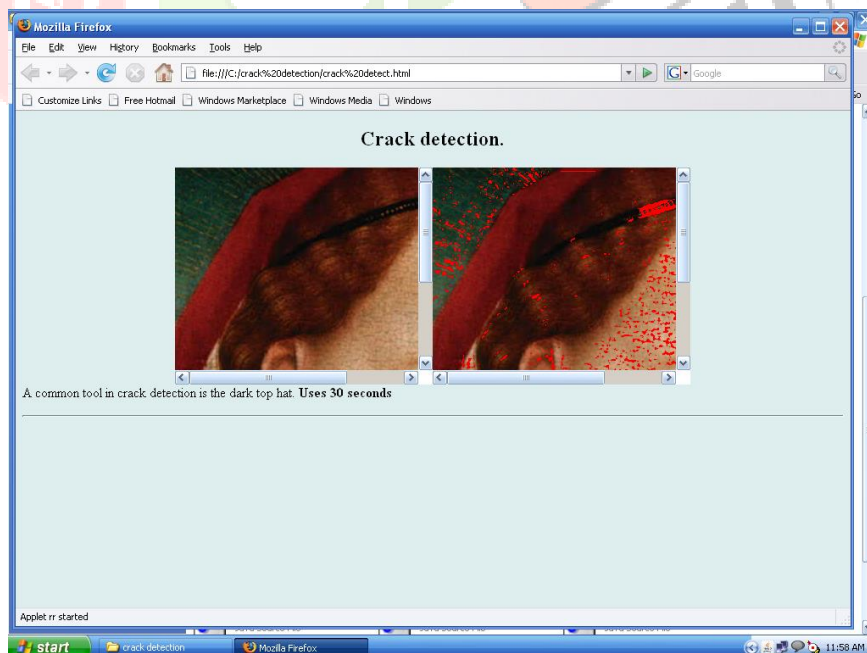 Mozilla Firefox
File Edit View History Bookmarks Tools Help
file:///C:/crack%20detection/crack%20detect.html
G Google
Customize Links Free Hotmail Windows Marketplace Windows Media Windows
Crack detection.
A common tool in crack detection is the dark top hat. Uses 30 seconds
Applet rr started
start crack detection Mozilla Firefox 11:58 AM